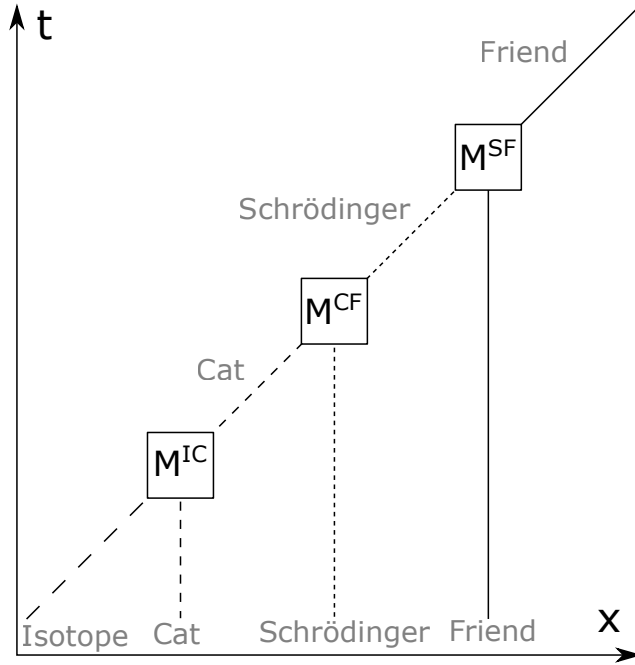 t
Friend
M^SF
Schrödinger
M^CF
Cat
M^IC
x
Isotope Cat Schrödinger Friend